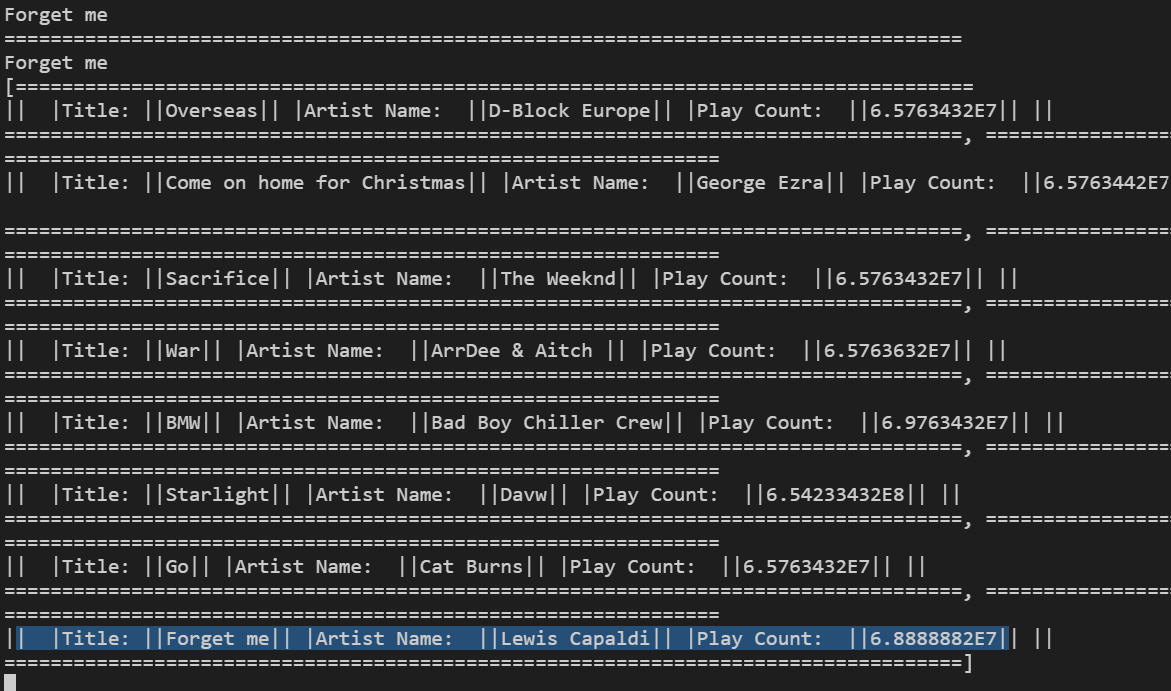 Forget me
===================================================================================
Forget me
[===================================================================================
||  |Title: ||Overseas|| |Artist Name:  ||D-Block Europe|| |Play Count:  ||6.5763432E7|| ||
===================================================================================, ================
==============================================================
||  |Title: ||Come on home for Christmas|| |Artist Name:  ||George Ezra|| |Play Count:  ||6.5763442E7
===================================================================================, ================
==============================================================
||  |Title: ||Sacrifice|| |Artist Name:  ||The Weeknd|| |Play Count:  ||6.5763432E7|| ||
===================================================================================, ================
==============================================================
||  |Title: ||War|| |Artist Name:  ||ArrDee & Aitch || |Play Count:  ||6.5763632E7|| ||
===================================================================================, ================
==============================================================
||  |Title: ||BMW|| |Artist Name:  ||Bad Boy Chiller Crew|| |Play Count:  ||6.9763432E7|| ||
===================================================================================, ================
==============================================================
||  |Title: ||Starlight|| |Artist Name:  ||Davw|| |Play Count:  ||6.54233432E8|| ||
===================================================================================, ================
==============================================================
||  |Title: ||Go|| |Artist Name:  ||Cat Burns|| |Play Count:  ||6.5763432E7|| ||
===================================================================================, ================
==============================================================
||  |Title: ||Forget me|| |Artist Name:  ||Lewis Capaldi|| |Play Count:  ||6.8888882E7|| ||
===================================================================================]